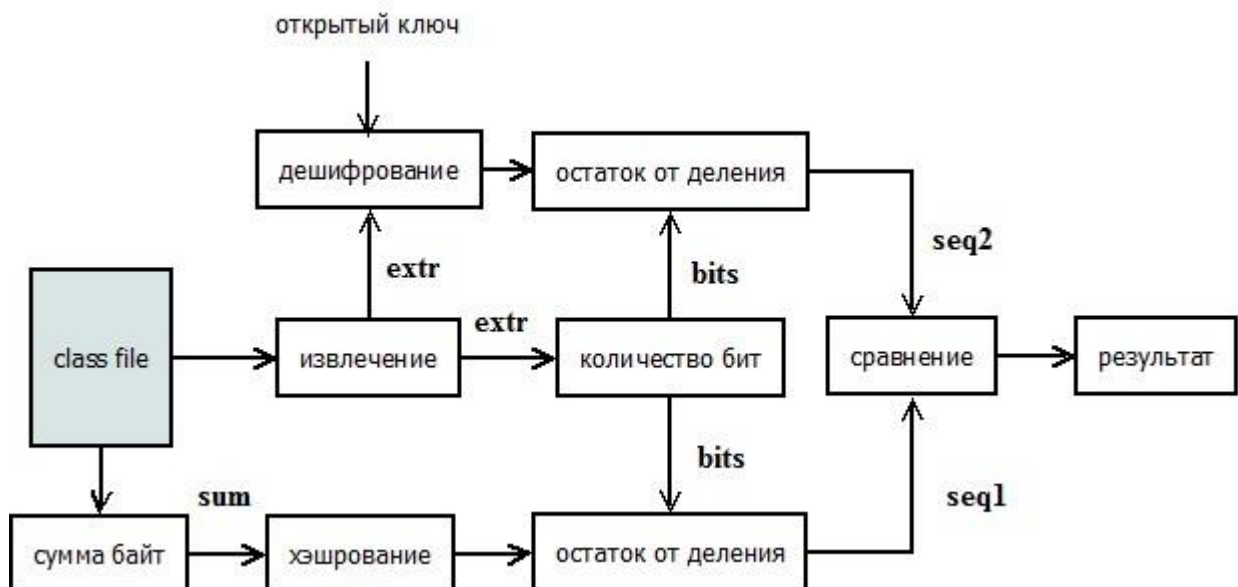 открытый ключ
дешифрование
остаток от деления
seq2
extr
bits
extr
class file
извлечение
количество бит
сравнение
результат
bits
sum
seq1
сумма байт
хэшрование
остаток от деления